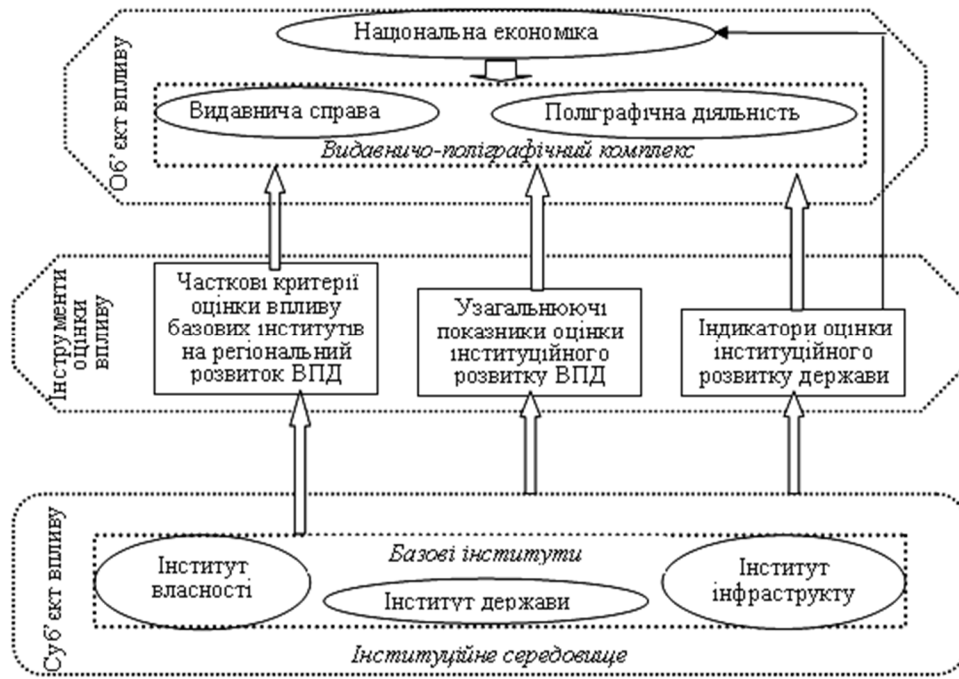 Національна економіка
Видавнича справа
Поліграфічна діяльність
Видавничо-поліграфічний комплекс
Об’єкт впливу
Інструменти
оцінки
впливу
Часткові критерії
оцінки впливу
базових інститутів
на регіональний
розвиток ВПД
Узагальнюючі
показники оцінки
інституційного
розвитку ВПД
Індикатори оцінки
інституційного
розвитку держави
Суб’єкт впливу
Базові інститути
Інститут
власності
Інститут держави
Інститут
інфраструкту
Інституційне середовище